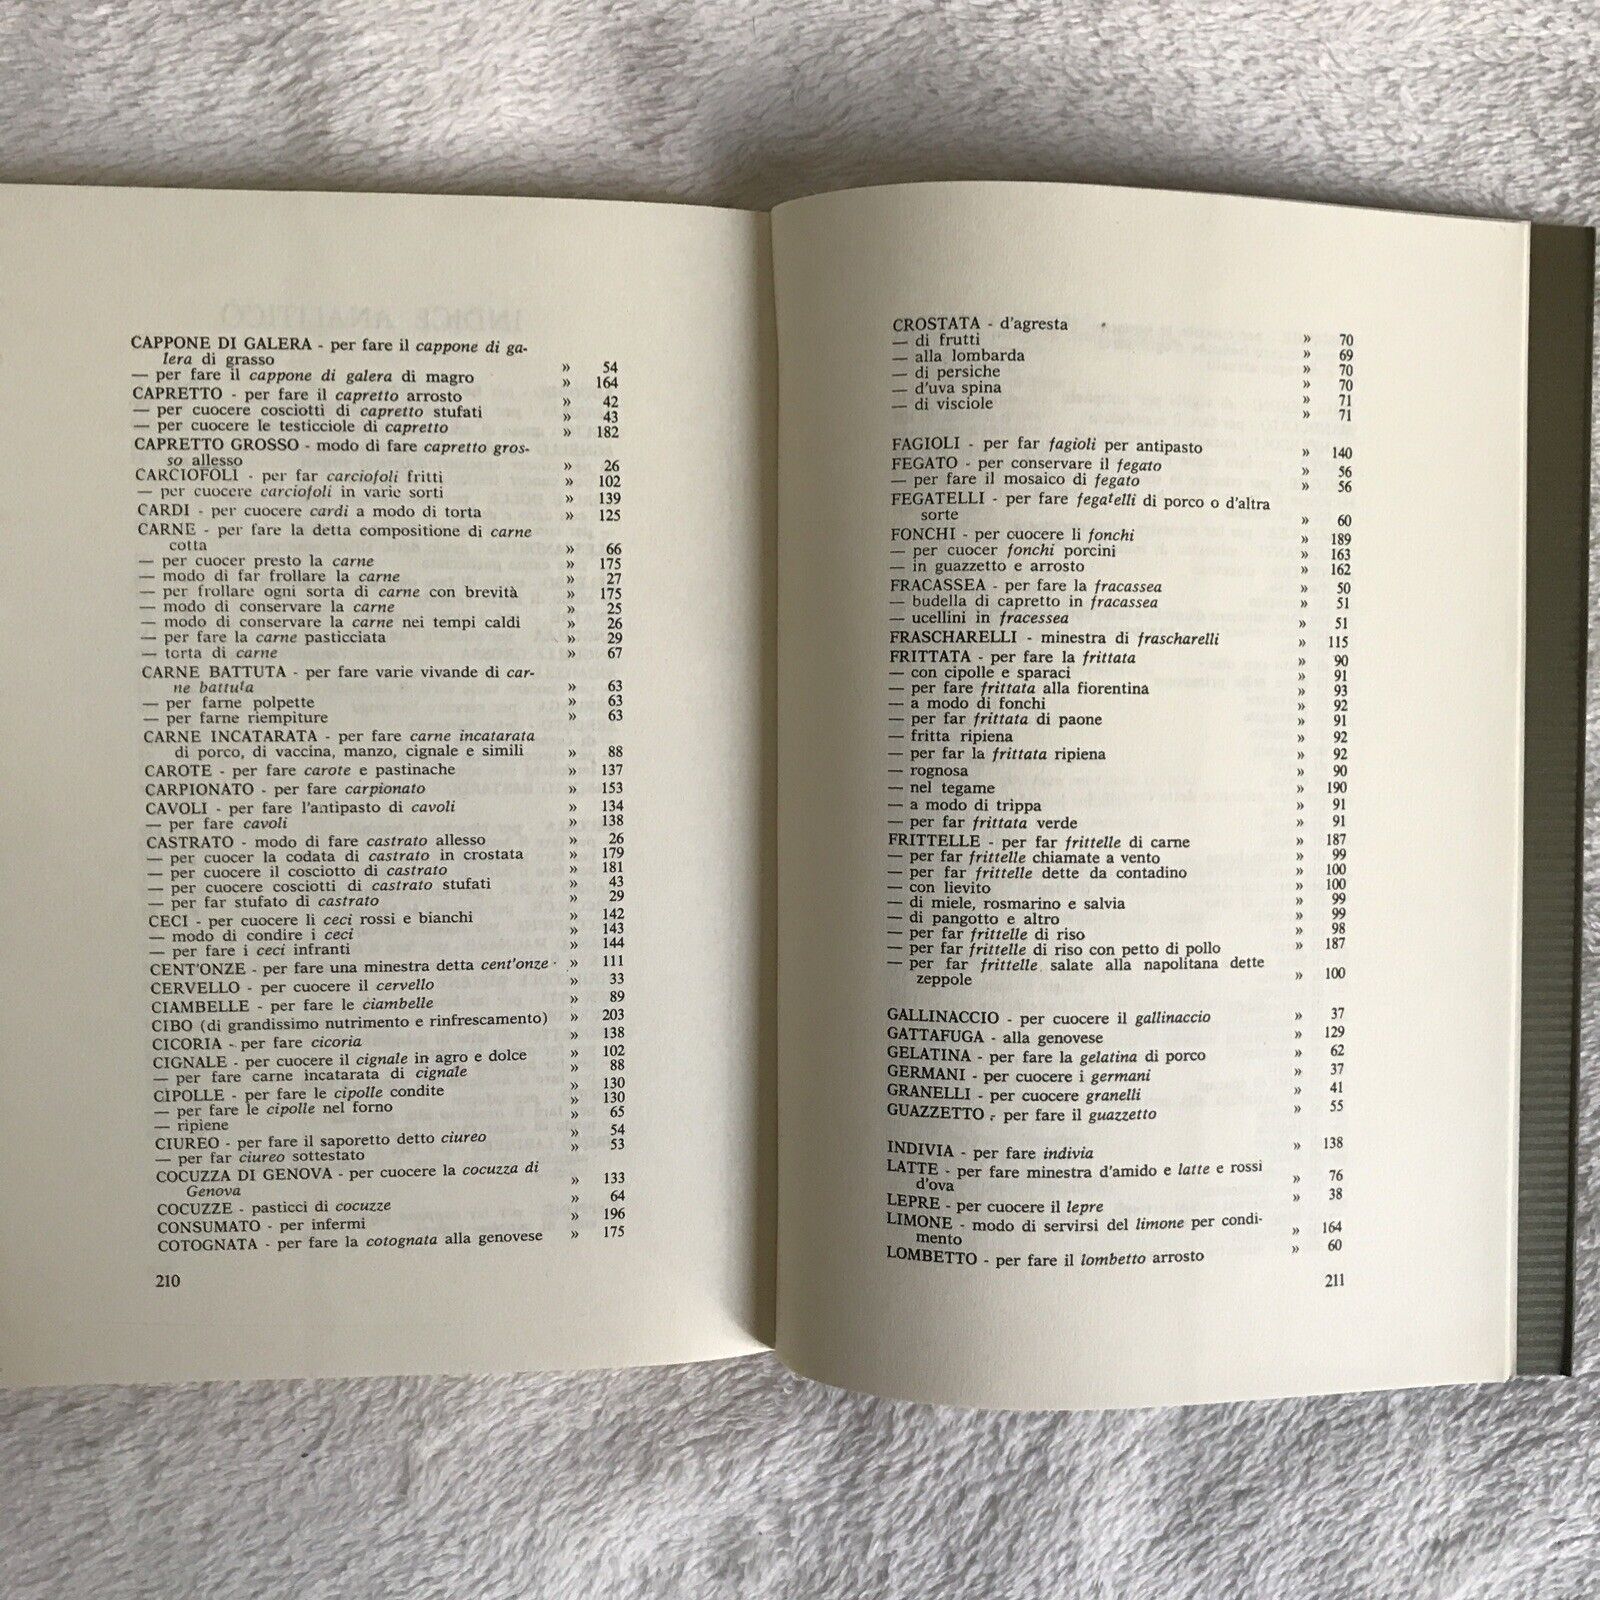 CAPPONE DI GALERA - per fare il cappone di ga-
lera di grasso » 54
— per fare il cappone di galera di magro » 164
CAPRETTO - per fare il capretto arrosto » 42
— per cuocere cosciotti di capretto stufati » 43
— per cuocere le testicciole di capretto » 182
CAPRETTO GROSSO - modo di fare capretto gros-
so allesso » 26
CARCIOFOLI - per far carciofoli fritti » 102
— per cuocere carciofoli in varie sorti » 139
CARDI - per cuocere cardi a modo di torta » 125
CARNE - per fare la detta compositione di carne
cotta » 66
— per cuocer presto la carne » 175
— modo di far frollare la carne » 27
— per frollare ogni sorta di carne con brevità » 175
— modo di conservare la carne » 25
— modo di conservare la carne nei tempi caldi » 26
— per fare la carne pasticciata » 29
— torta di carne » 67
CARNE BATTUTA - per fare varie vivande di car-
ne battuta » 63
— per farne polpette » 63
— per farne riempiture » 63
CARNE INCATARATA - per fare carne incatarata
di porco, di vaccina, manzo, cignale e simili » 88
CAROTE - per fare carote e pastinache » 137
CARPIONATO - per fare carpionato » 153
CAVOLI - per fare l'antipasto di cavoli » 134
— per fare cavoli » 138
CASTRATO - modo di fare castrato allesso » 26
— per cuocer la codata di castrato in crostata » 179
— per cuocere il cosciotto di castrato » 181
— per cuocere cosciotti di castrato stufati » 43
— per far stufato di castrato » 29
CECI - per cuocere li ceci rossi e bianchi » 142
— modo di condire i ceci » 143
— per fare i ceci infranti » 144
CENT'ONZE - per fare una minestra detta cent'onze » 111
CERVELLO - per cuocere il cervello » 33
CIAMBELLE - per fare le ciambelle » 89
CIBO (di grandissimo nutrimento e rinfrescamento) » 203
CICORIA - per fare cicoria » 138
CIGNALE - per cuocere il cignale in agro e dolce » 102
— per fare carne incatarata di cignale » 88
CIPOLLE - per fare le cipolle condite » 130
— per fare le cipolle nel forno » 130
— ripiene » 65
CIUREO - per fare il saporetto detto ciureo » 54
— per far ciureo sottestato » 53
COCUZZA DI GENOVA - per cuocere la cocuzza di
Genova » 133
COCUZZE - pasticci di cocuzze » 64
CONSUMATO - per infermi » 196
COTOGNATA - per fare la cotognata alla genovese » 175
210
CROSTATA - d'agresta » 70
— di frutti » 69
— alla lombarda » 70
— di persiche » 70
— d'uva spina » 71
— di visciole » 71
FAGIOLI - per far fagioli per antipasto » 140
FEGATO - per conservare il fegato » 56
— per fare il mosaico di fegato » 56
FEGATELLI - per fare fegatelli di porco o d'altra
sorte » 60
FONCHI - per cuocere li fonchi » 189
— per cuocer fonchi porcini » 163
— in guazzetto e arrosto » 162
FRACASSEA - per fare la fracassea » 50
— budella di capretto in fracassea » 51
— ucellini in fracessea » 51
FRASCHARELLI - minestra di frascharelli » 115
FRITTATA - per fare la frittata » 90
— con cipolle e sparaci » 91
— per fare frittata alla fiorentina » 93
— a modo di fonchi » 92
— per far frittata di paone » 91
— fritta ripiena » 92
— per far la frittata ripiena » 92
— rognosa » 90
— nel tegame » 190
— a modo di trippa » 91
— per far frittata verde » 91
FRITTELLE - per far frittelle di carne » 187
— per far frittelle chiamate a vento » 99
— per far frittelle dette da contadino » 100
— con lievito » 100
— di miele, rosmarino e salvia » 99
— di pangotto e altro » 99
— per far frittelle di riso » 98
— per far frittelle di riso con petto di pollo » 187
— per far frittelle salate alla napolitana dette
zeppole » 100
GALLINACCIO - per cuocere il gallinaccio » 37
GATTAFUGA - alla genovese » 129
GELATINA - per fare la gelatina di porco » 62
GERMANI - per cuocere i germani » 37
GRANELLI - per cuocere granelli » 41
GUAZZETTO - per fare il guazzetto » 55
INDIVIA - per fare indivia » 138
LATTE - per fare minestra d'amido e latte e rossi
d'ova » 76
LEPRE - per cuocere il lepre » 38
LIMONE - modo di servirsi del limone per condi-
mento » 164
LOMBETTO - per fare il lombetto arrosto » 60
211
INDICE ANALITICO